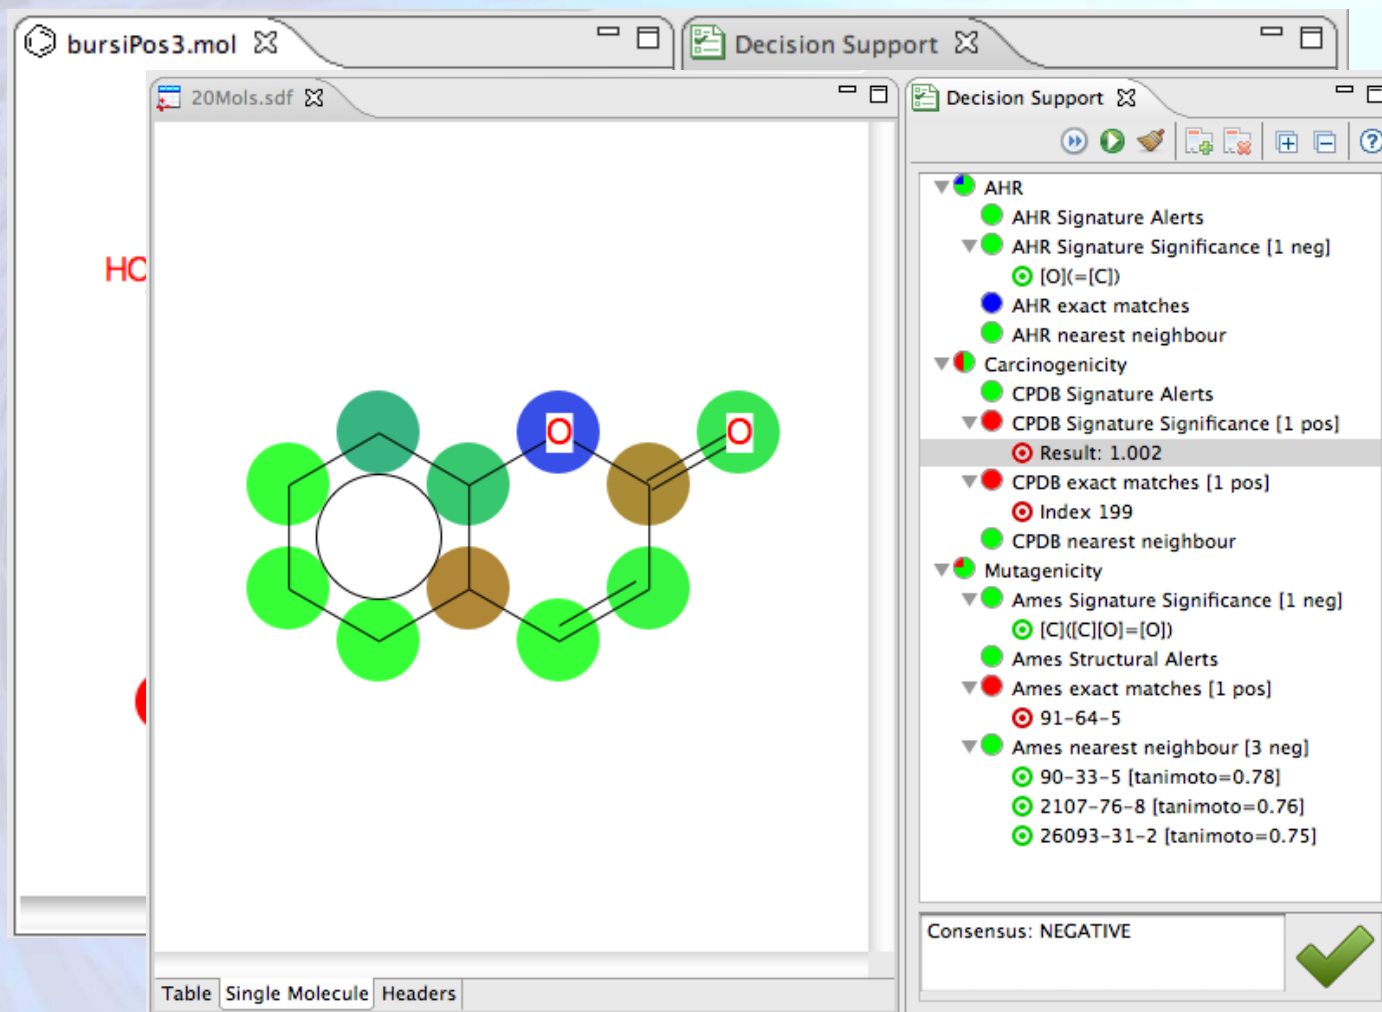 bursiPos3.mol
Decision Support
20Mols.sdf
Decision Support
HO
O
O
AHR
AHR Signature Alerts
AHR Signature Significance [1 neg]
[O](=[C])
AHR exact matches
AHR nearest neighbour
Carcinogenicity
CPDB Signature Alerts
CPDB Signature Significance [1 pos]
Result: 1.002
CPDB exact matches [1 pos]
Index 199
CPDB nearest neighbour
Mutagenicity
Ames Signature Significance [1 neg]
[C]([C][O]=[O])
Ames Structural Alerts
Ames exact matches [1 pos]
91-64-5
Ames nearest neighbour [3 neg]
90-33-5 [tanimoto=0.78]
2107-76-8 [tanimoto=0.76]
26093-31-2 [tanimoto=0.75]
Consensus: NEGATIVE
Table Single Molecule Headers